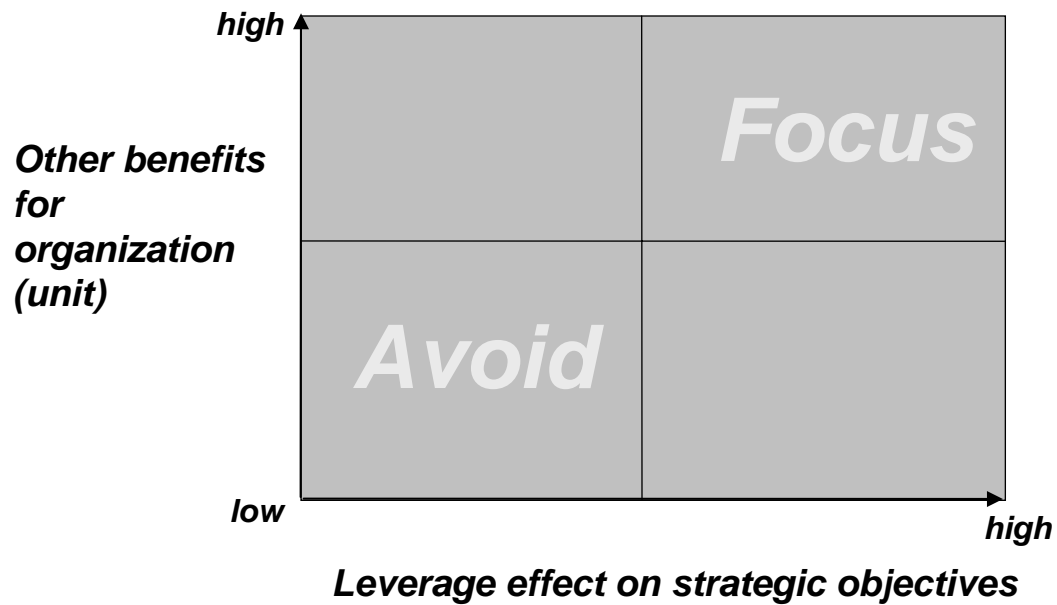 high
Focus
Other benefits
for
organization
(unit)
Avoid
low
high
Leverage effect on strategic objectives